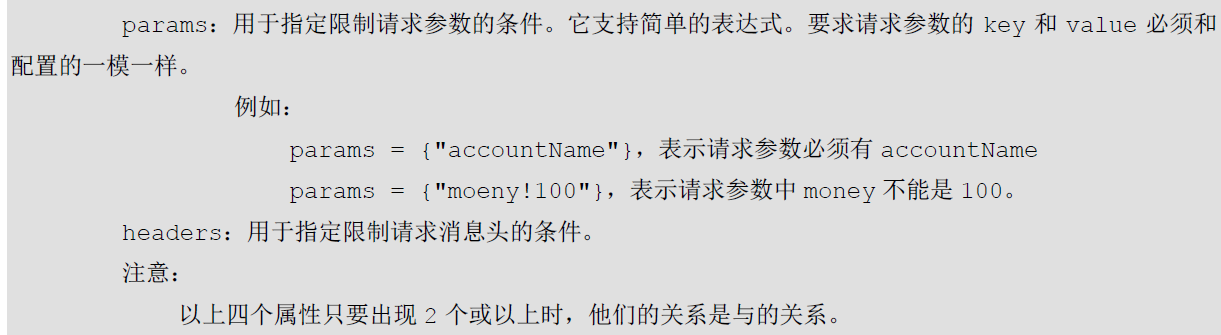 params：用于指定限制请求参数的条件。它支持简单的表达式。要求请求参数的 key 和 value 必须和
配置的一模一样。
例如：
params = {"accountName"}，表示请求参数必须有 accountName
params = {"moeny!100"}，表示请求参数中 money 不能是 100。
headers：用于指定限制请求消息头的条件。
注意：
以上四个属性只要出现 2 个或以上时，他们的关系是与的关系。